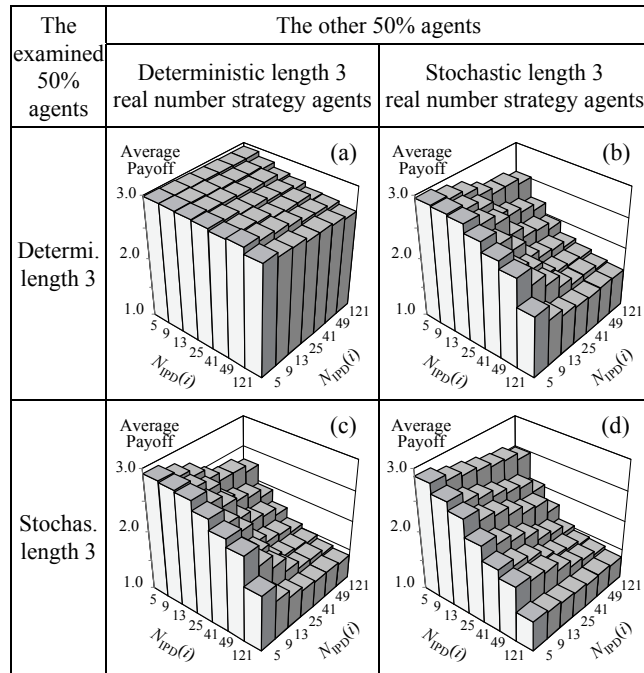 The examined 50% agents
The other 50% agents
Deterministic length 3
real number strategy agents
Stochastic length 3
real number strategy agents
Determi.
length 3
Average
Payoff
(a)
3.0
2.0
1.0
5 9 13 25 41 49 121
N_IPD(i)
5 9 13 25 41 49 121
N_IPD(i)
Average
Payoff
(b)
3.0
2.0
1.0
5 9 13 25 41 49 121
N_IPD(i)
5 9 13 25 41 49 121
N_IPD(i)
Stochas.
length 3
Average
Payoff
(c)
3.0
2.0
1.0
5 9 13 25 41 49 121
N_IPD(i)
5 9 13 25 41 49 121
N_IPD(i)
Average
Payoff
(d)
3.0
2.0
1.0
5 9 13 25 41 49 121
N_IPD(i)
5 9 13 25 41 49 121
N_IPD(i)